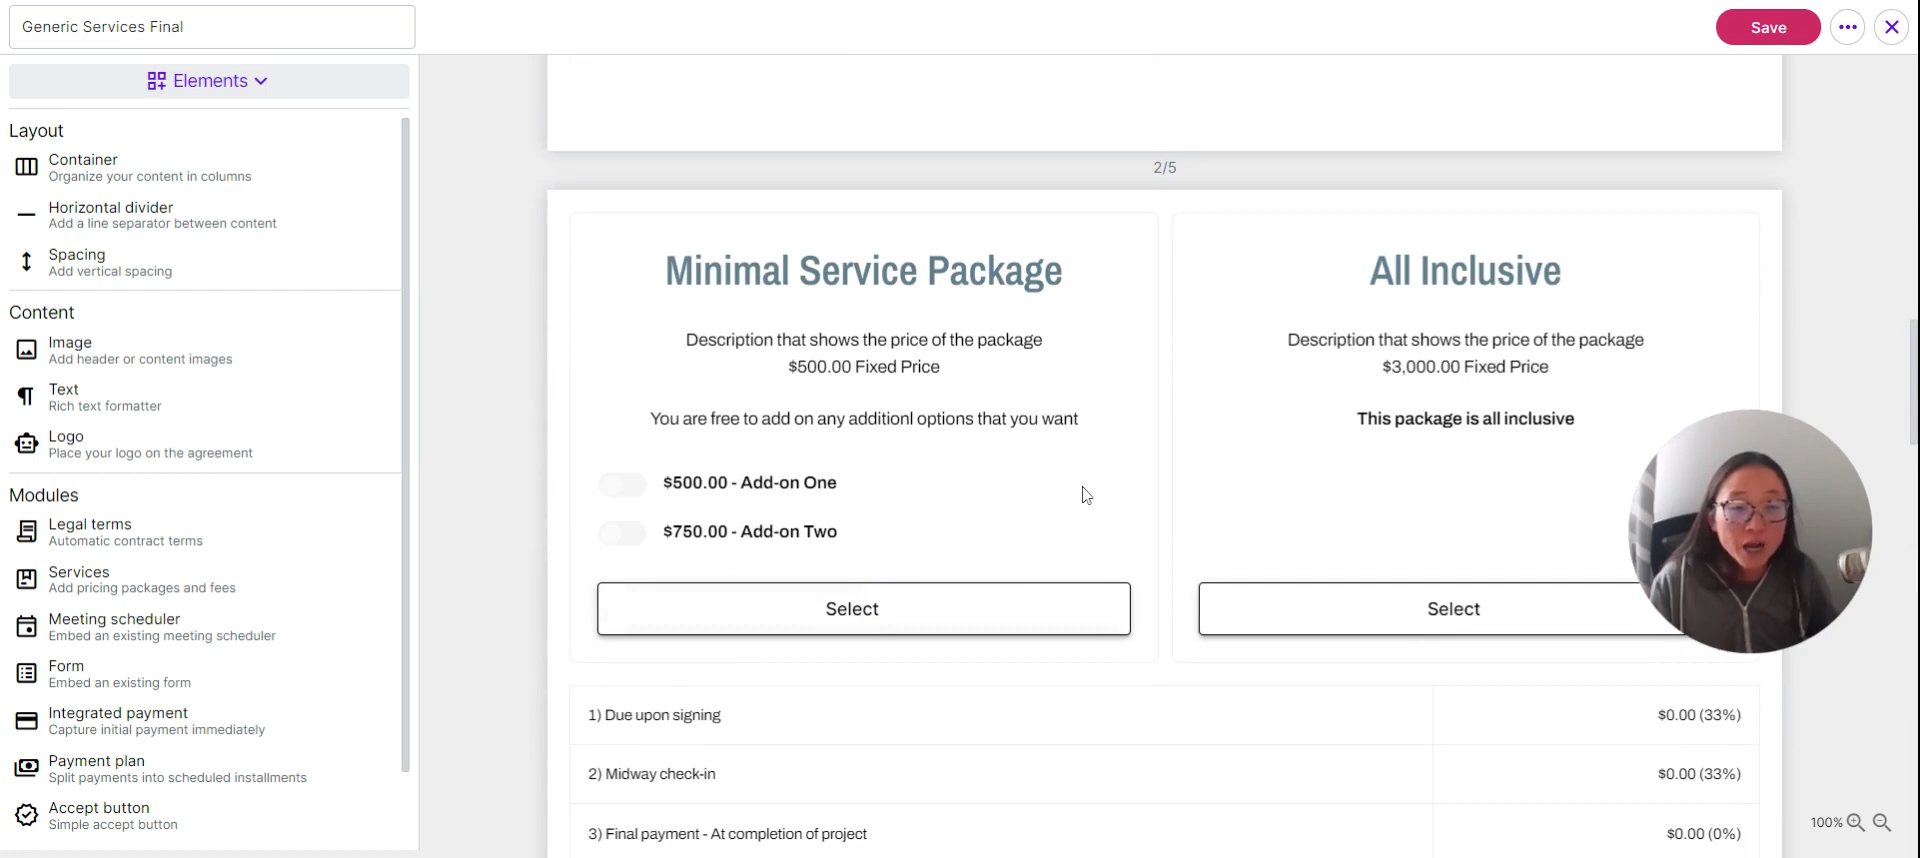 Generic Services Final
Save
Elements
Layout
Container
Organize your content in columns
Horizontal divider
Add a line separator between content
Spacing
Add vertical spacing
Content
Image
Add header or content images
Text
Rich text formatter
Logo
Place your logo on the agreement
Modules
Legal terms
Automatic contract terms
Services
Add pricing packages and fees
Meeting scheduler
Embed an existing meeting scheduler
Form
Embed an existing form
Integrated payment
Capture initial payment immediately
Payment plan
Split payments into scheduled installments
Accept button
Simple accept button
2/5
Minimal Service Package
Description that shows the price of the package
$500.00 Fixed Price
You are free to add on any additionl options that you want
$500.00 - Add-on One
$750.00 - Add-on Two
Select
All Inclusive
Description that shows the price of the package
$3,000.00 Fixed Price
This package is all inclusive
Select
1) Due upon signing $0.00 (33%)
2) Midway check-in $0.00 (33%)
3) Final payment - At completion of project $0.00 (0%)
100%